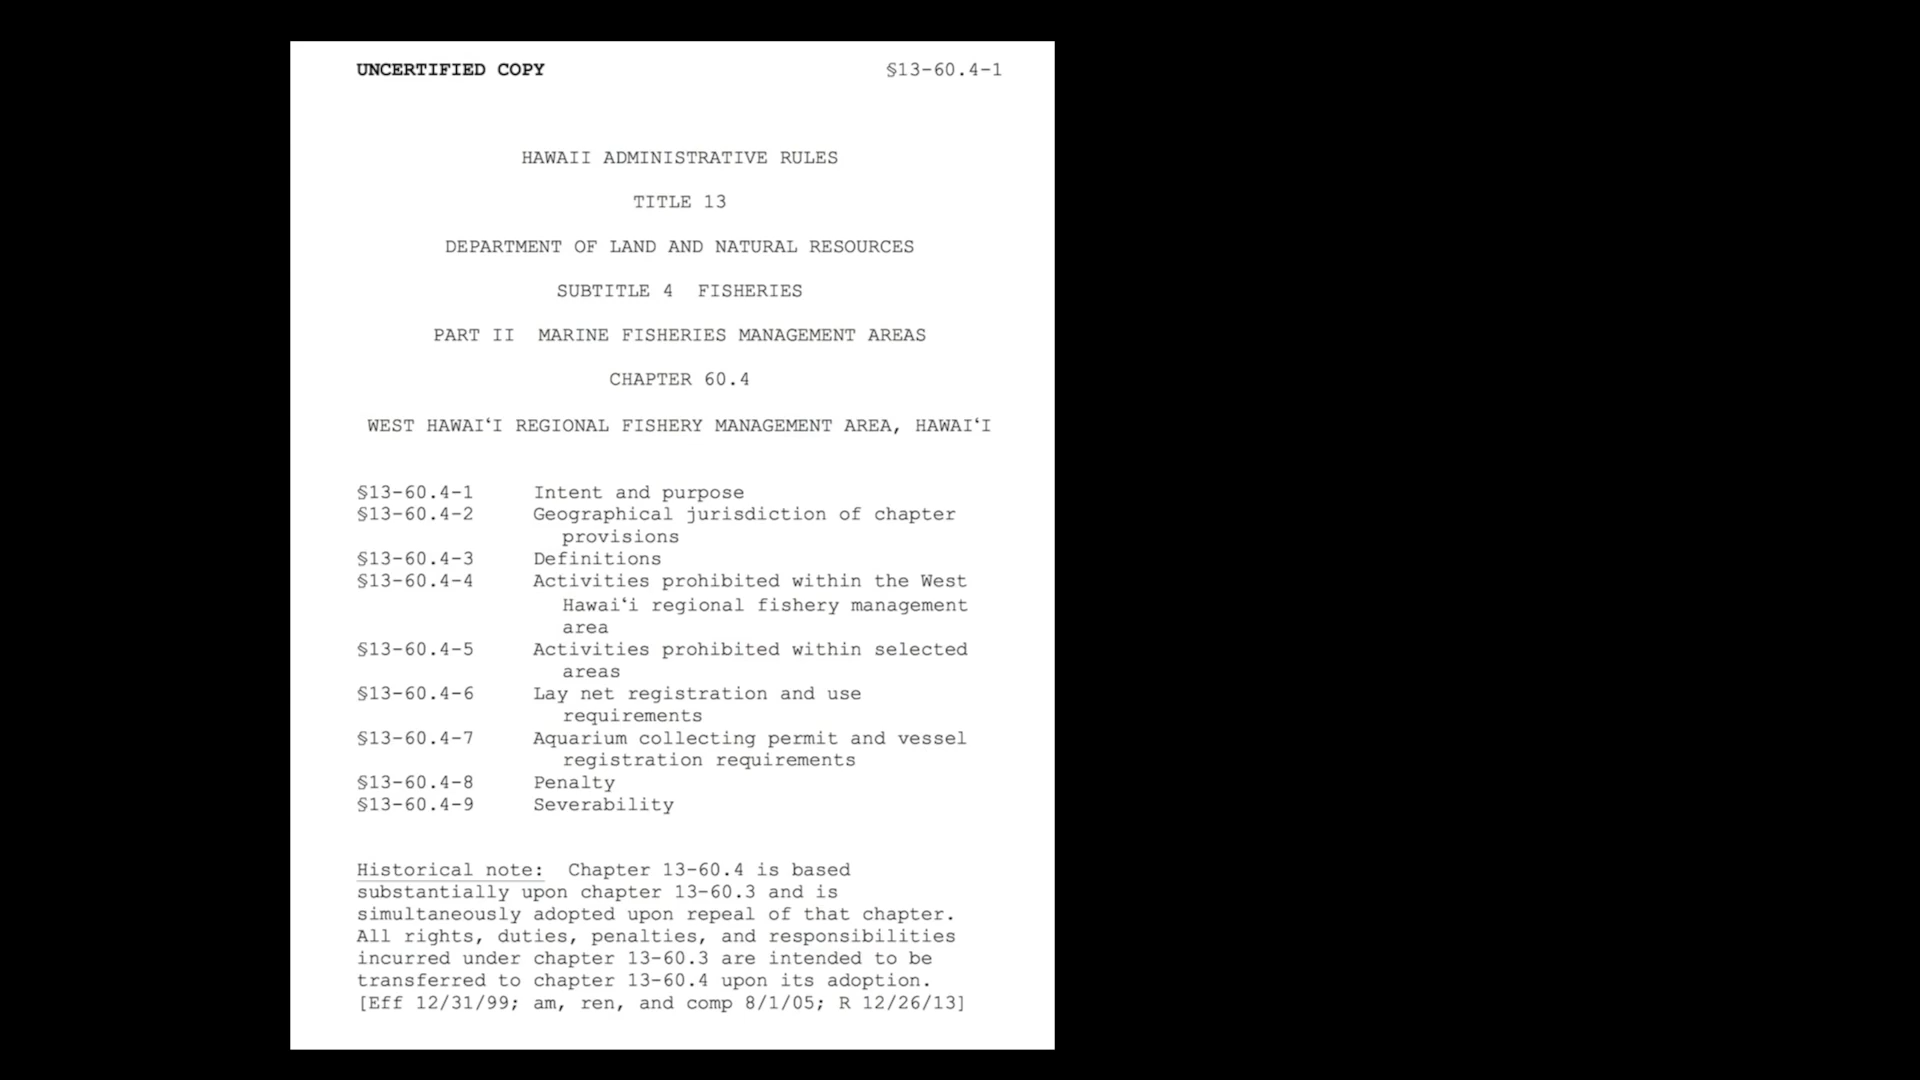 UNCERTIFIED COPY §13-60.4-1
HAWAII ADMINISTRATIVE RULES
TITLE 13
DEPARTMENT OF LAND AND NATURAL RESOURCES
SUBTITLE 4  FISHERIES
PART II  MARINE FISHERIES MANAGEMENT AREAS
CHAPTER 60.4
WEST HAWAIʻI REGIONAL FISHERY MANAGEMENT AREA, HAWAIʻI
§13-60.4-1 Intent and purpose
§13-60.4-2 Geographical jurisdiction of chapter
provisions
§13-60.4-3 Definitions
§13-60.4-4 Activities prohibited within the West
Hawaiʻi regional fishery management
area
§13-60.4-5 Activities prohibited within selected
areas
§13-60.4-6 Lay net registration and use
requirements
§13-60.4-7 Aquarium collecting permit and vessel
registration requirements
§13-60.4-8 Penalty
§13-60.4-9 Severability
Historical note:  Chapter 13-60.4 is based
substantially upon chapter 13-60.3 and is
simultaneously adopted upon repeal of that chapter.
All rights, duties, penalties, and responsibilities
incurred under chapter 13-60.3 are intended to be
transferred to chapter 13-60.4 upon its adoption.
[Eff 12/31/99; am, ren, and comp 8/1/05; R 12/26/13]